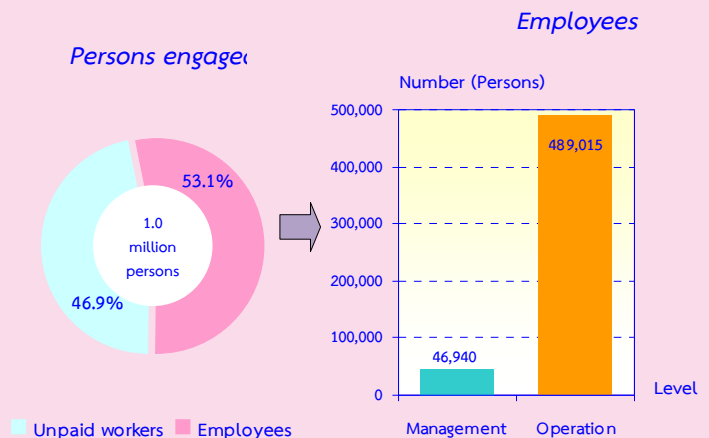 Persons engaged
53.1%
1.0
million
persons
46.9%
Unpaid workers
Employees
Employees
Number (Persons)
500,000
400,000
300,000
200,000
100,000
0
489,015
46,940
Level
Management
Operation